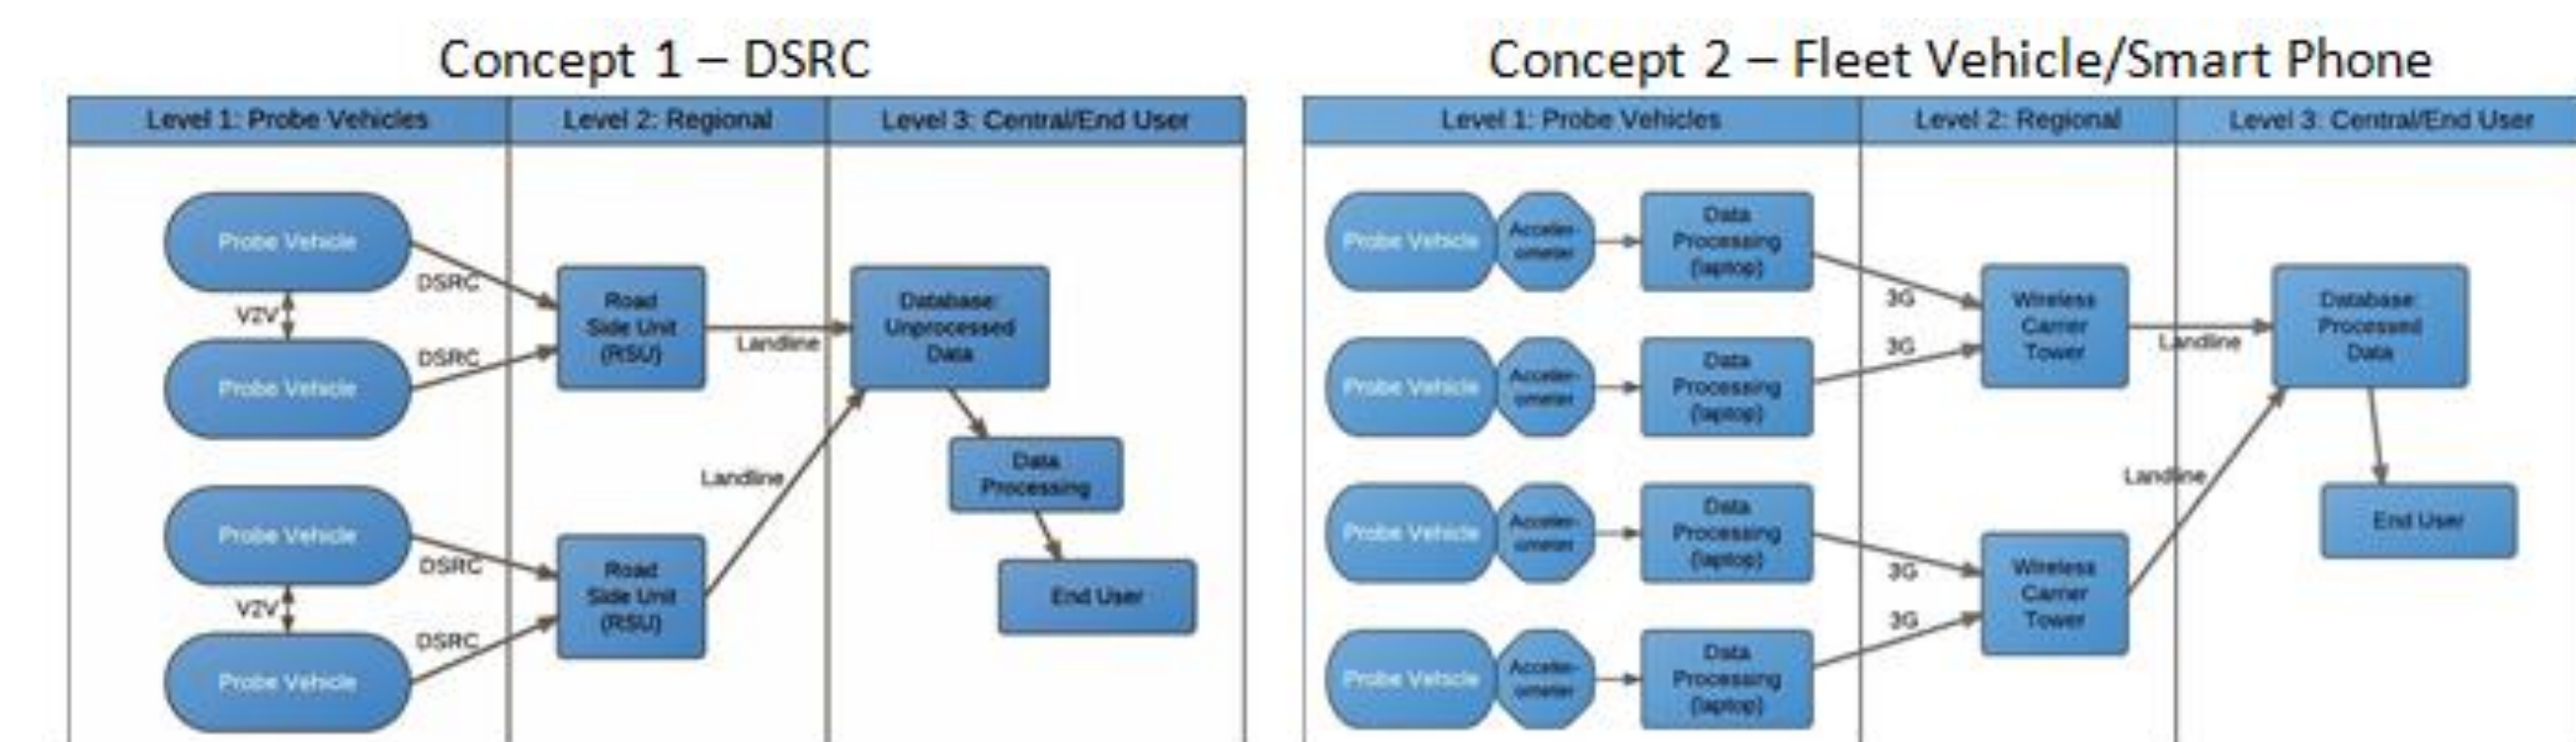 Concept 1 – DSRC
Level 1: Probe Vehicles
Level 2: Regional
Level 3: Central/End User
Probe Vehicle
DSRC
V2V
Probe Vehicle
DSRC
Road
Side Unit
(RSU)
Landline
Database:
Unprocessed
Data
Data
Processing
End User
Probe Vehicle
DSRC
V2V
Probe Vehicle
DSRC
Road
Side Unit
(RSU)
Landline
Concept 2 – Fleet Vehicle/Smart Phone
Level 1: Probe Vehicles
Level 2: Regional
Level 3: Central/End User
Probe Vehicle
Acceler-
ometer
Data
Processing
(laptop)
3G
Probe Vehicle
Acceler-
ometer
Data
Processing
(laptop)
3G
Wireless
Carrier
Tower
Landline
Database:
Processed
Data
End User
Probe Vehicle
Acceler-
ometer
Data
Processing
(laptop)
3G
Probe Vehicle
Acceler-
ometer
Data
Processing
(laptop)
3G
Wireless
Carrier
Tower
Landline